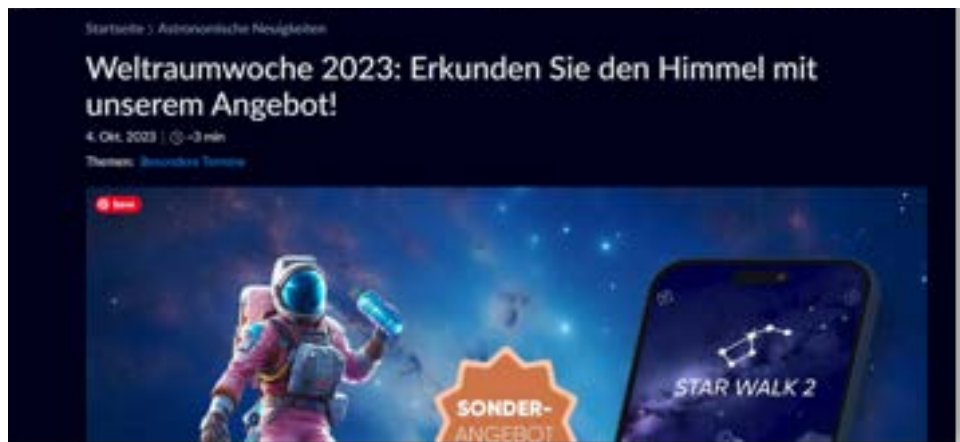 Startseite > Astronomische Neuigkeiten
Weltraumwoche 2023: Erkunden Sie den Himmel mit
unserem Angebot!
4. Okt. 2023 | ~3 min
Themen: Besondere Termine
Save
STAR WALK 2
SONDER-
ANGEBOT